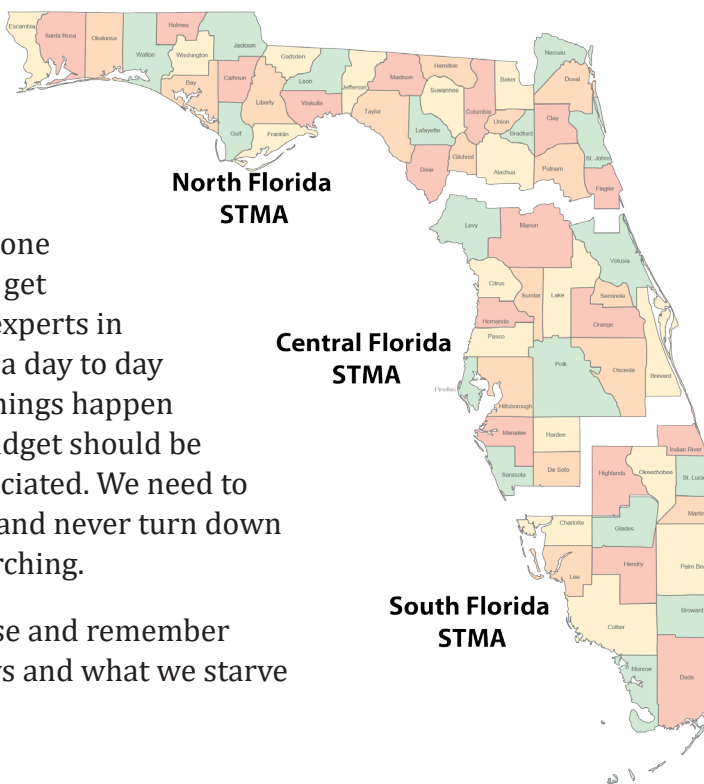 Escambia
Santa Rosa
Okaloosa
Walton
Holmes
Washington
Jackson
Bay
Calhoun
Gulf
Gadsden
Liberty
Franklin
Leon
Wakulla
Jefferson
Madison
Taylor
Hamilton
Suwannee
Lafayette
Dixie
Columbia
Gilchrist
Baker
Union
Bradford
Alachua
Nassau
Duval
Clay
St. Johns
Putnam
Flagler
North Florida
STMA
one
get
experts in
a day to day
ings happen
dget should be
ciated. We need to
and never turn down
rching.
se and remember
s and what we starve
Levy
Marion
Volusia
Citrus
Sumter
Lake
Seminole
Hernando
Orange
Pasco
Polk
Osceola
Brevard
Pinellas
Hillsborough
Manatee
Hardee
Sarasota
De Soto
Central Florida
STMA
Indian River
Highlands
Okeechobee
St. Luci
Martin
Charlotte
Glades
Lee
Hendry
Palm Bea
Collier
Broward
Monroe
Dade
South Florida
STMA